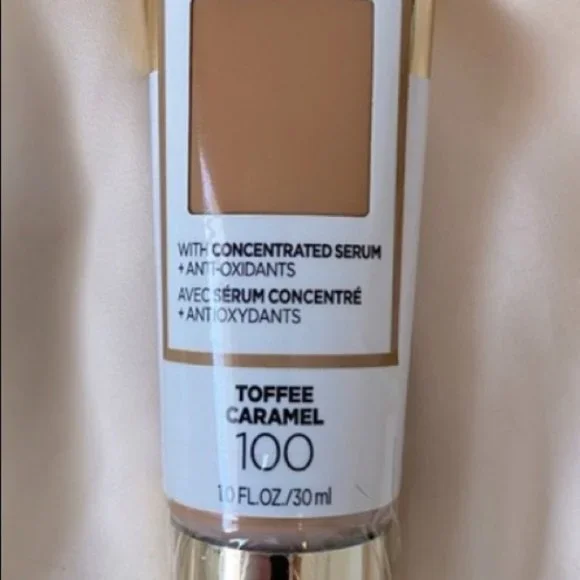 WITH CONCENTRATED SERUM
+ ANTI-OXIDANTS
AVEC SÉRUM CONCENTRÉ
+ ANTIOXYDANTS
TOFFEE
CARAMEL
100
1.0 FL.OZ./30 ml